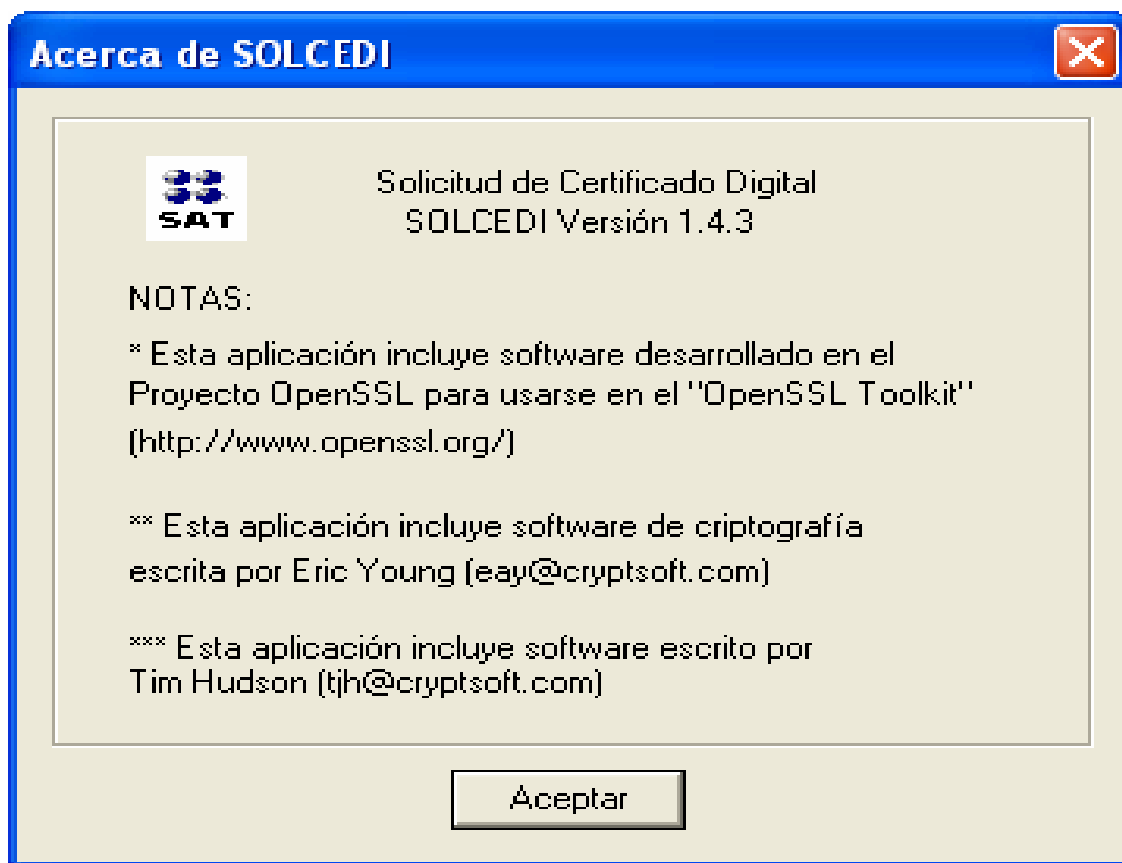 Acerca de SOLCEDI
SAT
Solicitud de Certificado Digital
SOLCEDI Versión 1.4.3
NOTAS:
* Esta aplicación incluye software desarrollado en el
Proyecto OpenSSL para usarse en el "OpenSSL Toolkit"
(http://www.openssl.org/)
** Esta aplicación incluye software de criptografía
escrita por Eric Young (eay@cryptsoft.com)
*** Esta aplicación incluye software escrito por
Tim Hudson (tjh@cryptsoft.com)
Aceptar